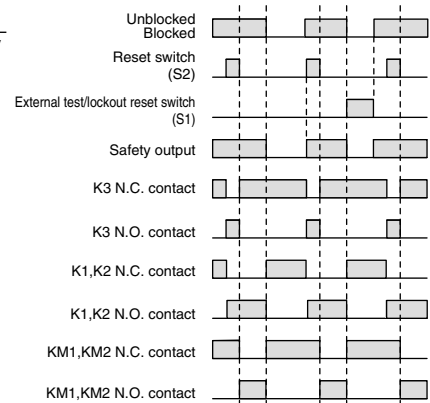 Unblocked
Blocked
Reset switch
(S2)
External test/lockout reset switch
(S1)
Safety output
K3 N.C. contact
K3 N.O. contact
K1,K2 N.C. contact
K1,K2 N.O. contact
KM1,KM2 N.C. contact
KM1,KM2 N.O. contact